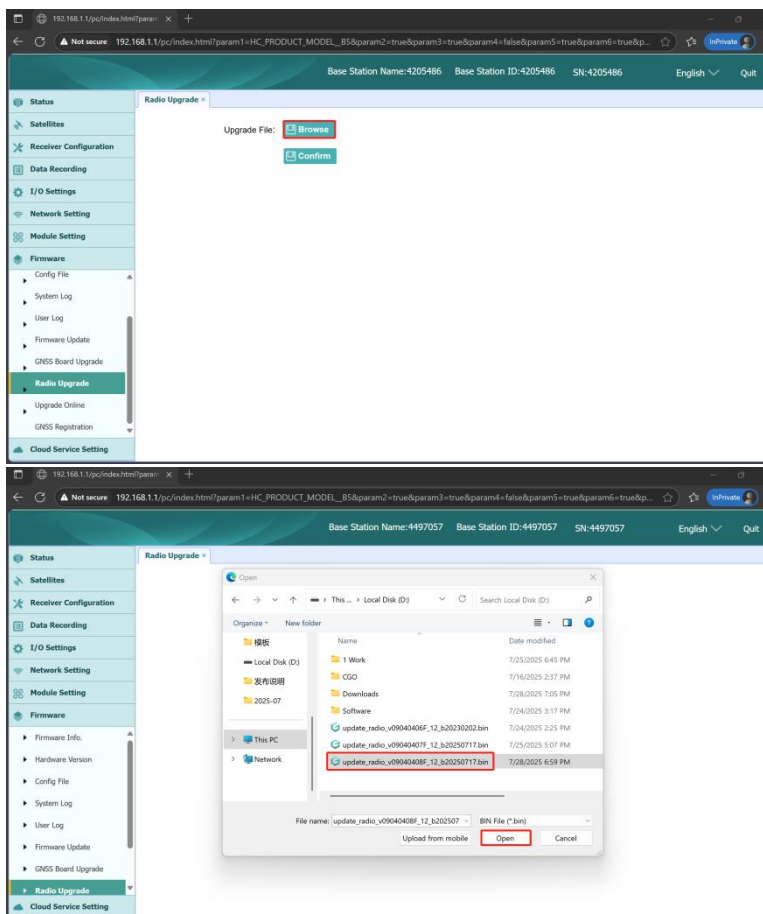 192.168.1.1/pc/index.html?param
Not secure 192.168.1.1/pc/index.html?param1=HC_PRODUCT_MODEL__B5&param2=true&param3=true&param4=false&param5=true&param6=true&p...
InPrivate
Base Station Name:4205486 Base Station ID:4205486 SN:4205486 English Quit
Status
Radio Upgrade ×
Satellites
Upgrade File: Browse
Receiver Configuration
Confirm
Data Recording
I/O Settings
Network Setting
Module Setting
Firmware
Config File
System Log
User Log
Firmware Update
GNSS Board Upgrade
Radio Upgrade
Upgrade Online
GNSS Registration
Cloud Service Setting
192.168.1.1/pc/index.html?param
Not secure 192.168.1.1/pc/index.html?param1=HC_PRODUCT_MODEL__B5&param2=true&param3=true&param4=false&param5=true&param6=true&p...
InPrivate
Base Station Name:4497057 Base Station ID:4497057 SN:4497057 English Quit
Status
Radio Upgrade ×
Satellites
Receiver Configuration
Data Recording
I/O Settings
Network Setting
Module Setting
Firmware
Firmware Info.
Hardware Version
Config File
System Log
User Log
Firmware Update
GNSS Board Upgrade
Radio Upgrade
Cloud Service Setting
Open
This ... > Local Disk (D:) Search Local Disk (D:)
Organize New folder
模板
Local Disk (D:)
发布说明
2025-07
This PC
Network
Name Date modified
1 Work 7/25/2025 6:45 PM
CGO 7/16/2025 2:37 PM
Downloads 7/28/2025 7:05 PM
Software 7/24/2025 3:17 PM
update_radio_v09040406F_12_b20230202.bin 7/24/2025 2:25 PM
update_radio_v09040407F_12_b20250717.bin 7/25/2025 5:07 PM
update_radio_v09040408F_12_b20250717.bin 7/28/2025 6:59 PM
File name: update_radio_v09040408F_12_b202507 BIN File (*.bin)
Upload from mobile Open Cancel